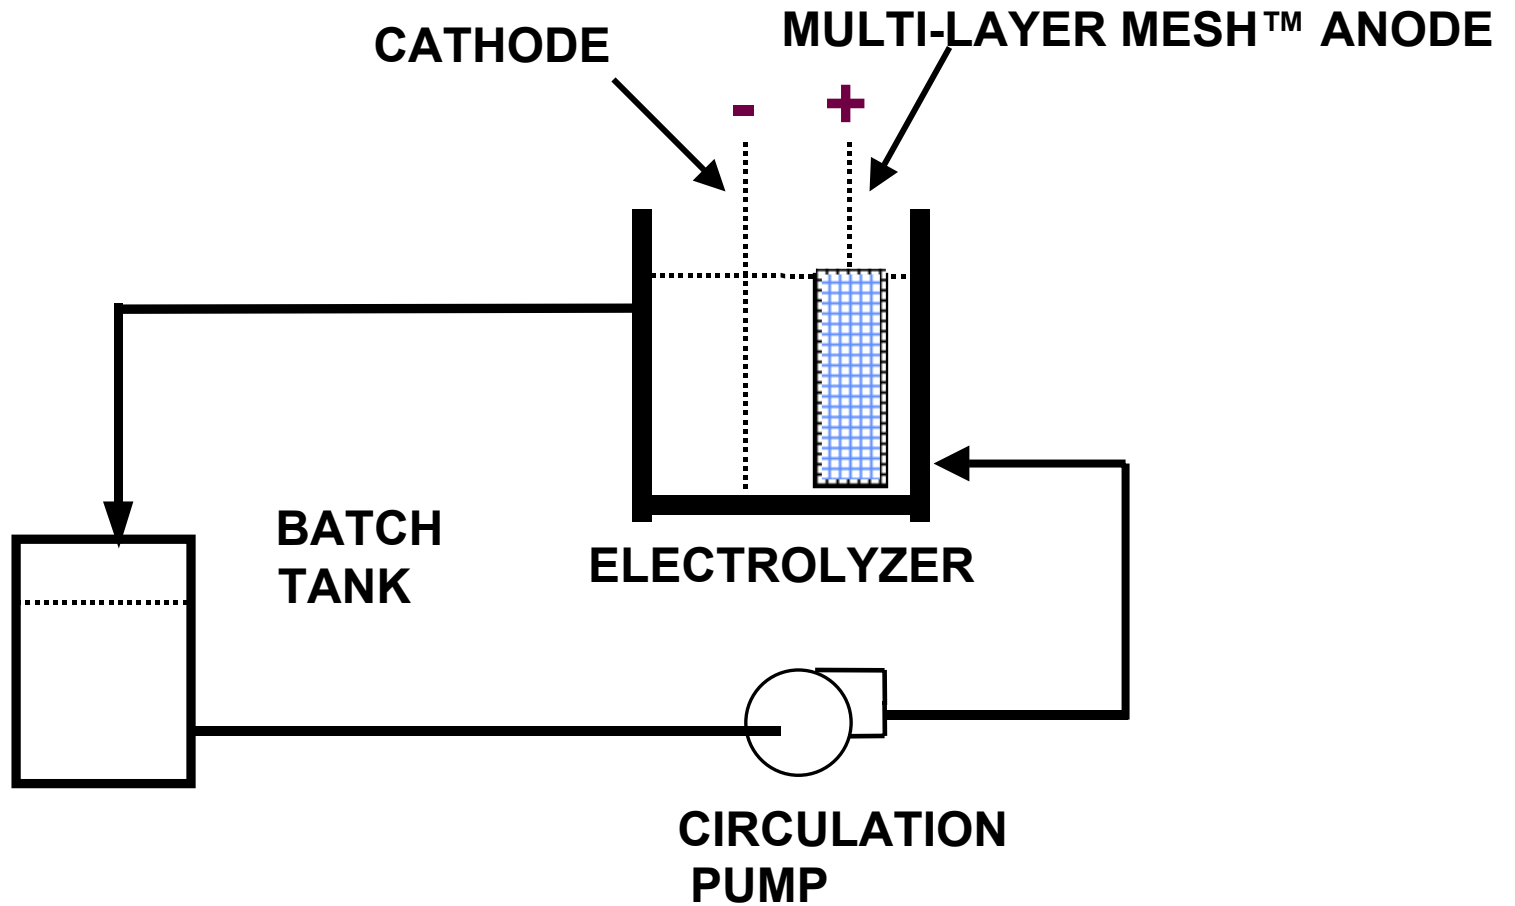 CATHODE
MULTI-LAYER MESH™ ANODE
- +
BATCH
TANK
ELECTROLYZER
CIRCULATION
PUMP